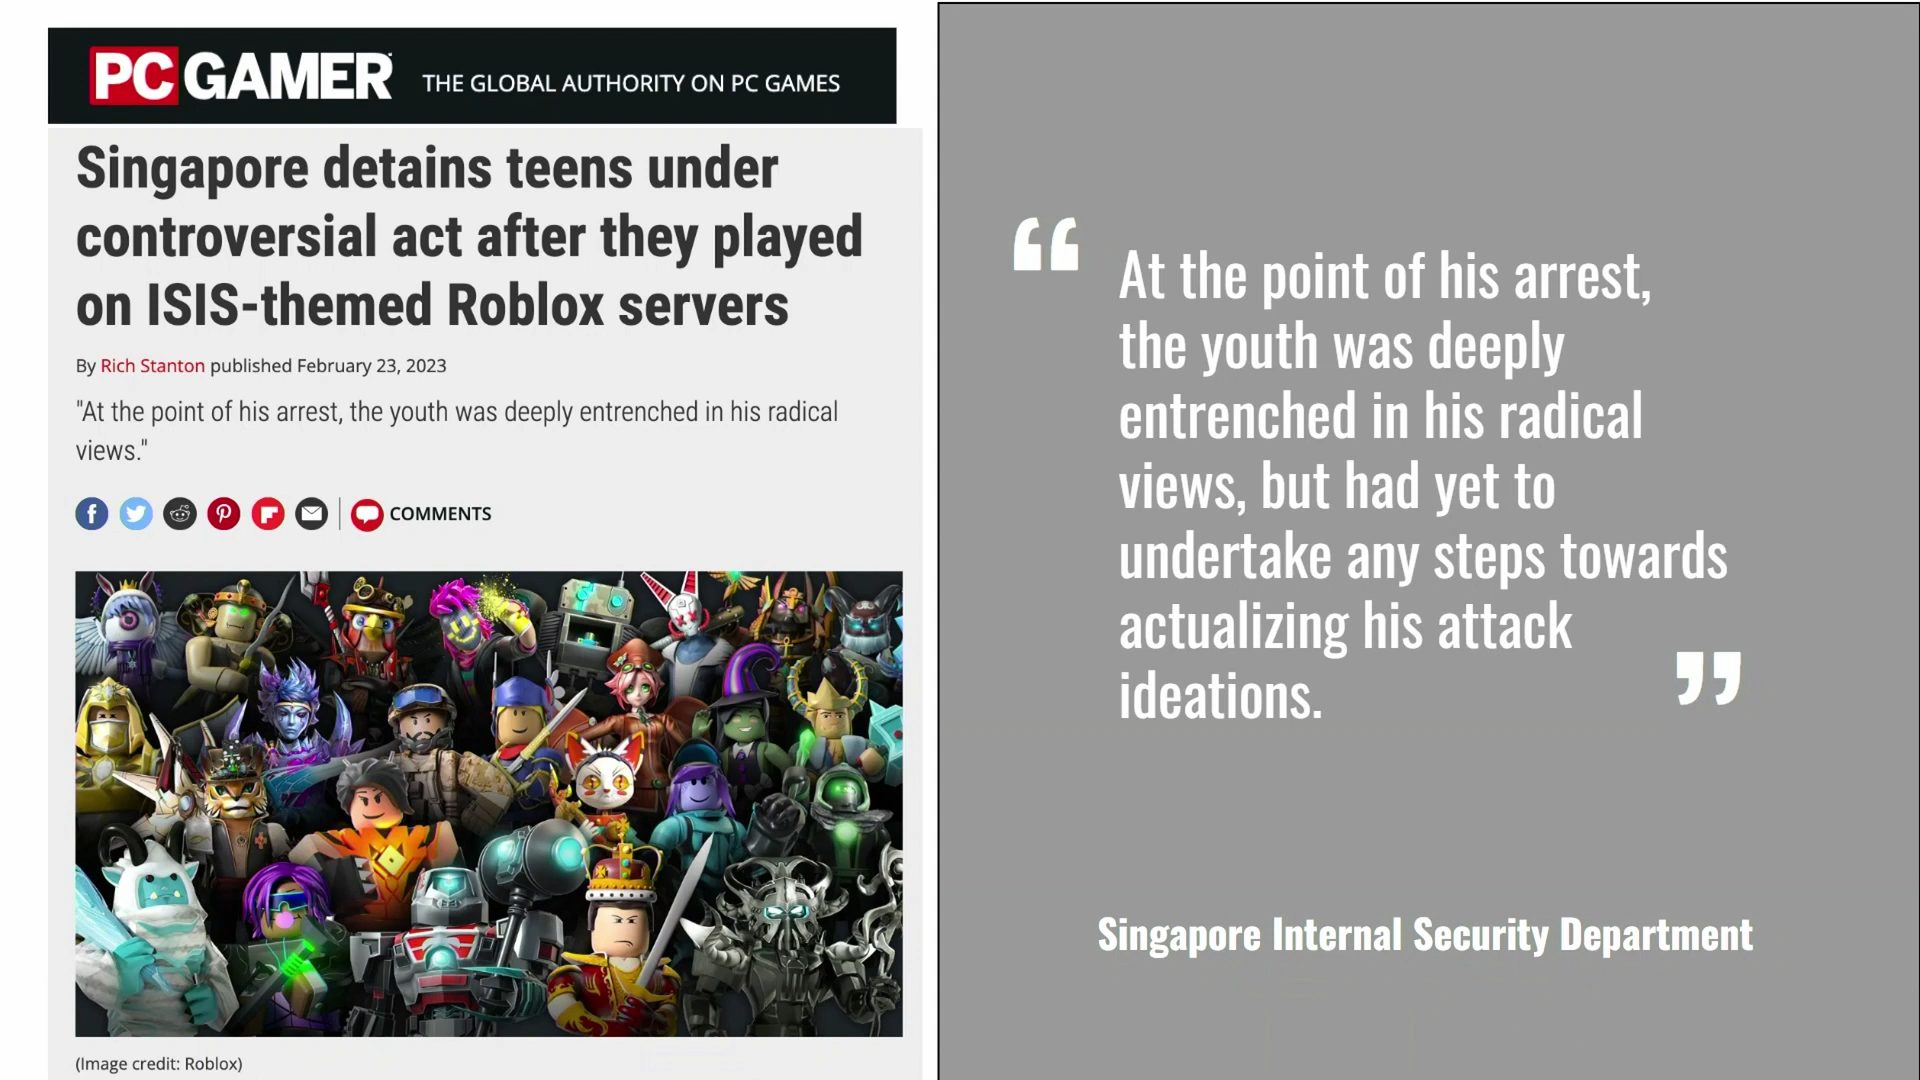 PC GAMER THE GLOBAL AUTHORITY ON PC GAMES
Singapore detains teens under
controversial act after they played
on ISIS-themed Roblox servers
By Rich Stanton published February 23, 2023
"At the point of his arrest, the youth was deeply entrenched in his radical
views."
COMMENTS
(Image credit: Roblox)
“ At the point of his arrest,
the youth was deeply
entrenched in his radical
views, but had yet to
undertake any steps towards
actualizing his attack
ideations. ”
Singapore Internal Security Department